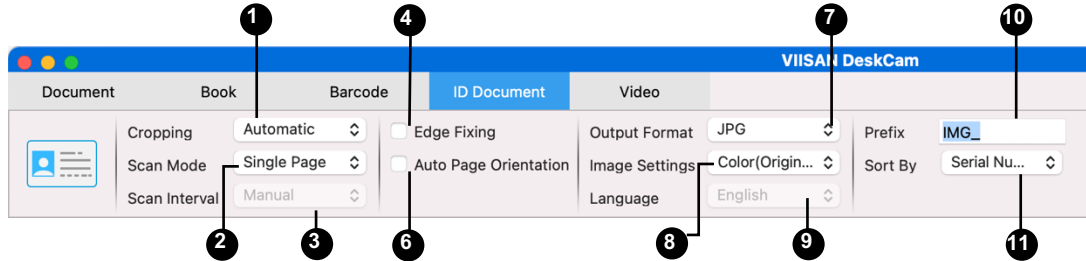 1 4 7 10
VIISAN DeskCam
Document Book Barcode ID Document Video
Cropping Automatic Edge Fixing Output Format JPG Prefix IMG_
Scan Mode Single Page Auto Page Orientation Image Settings Color(Origin... Sort By Serial Nu...
Scan Interval Manual Language English
2 3 6 8 9 11